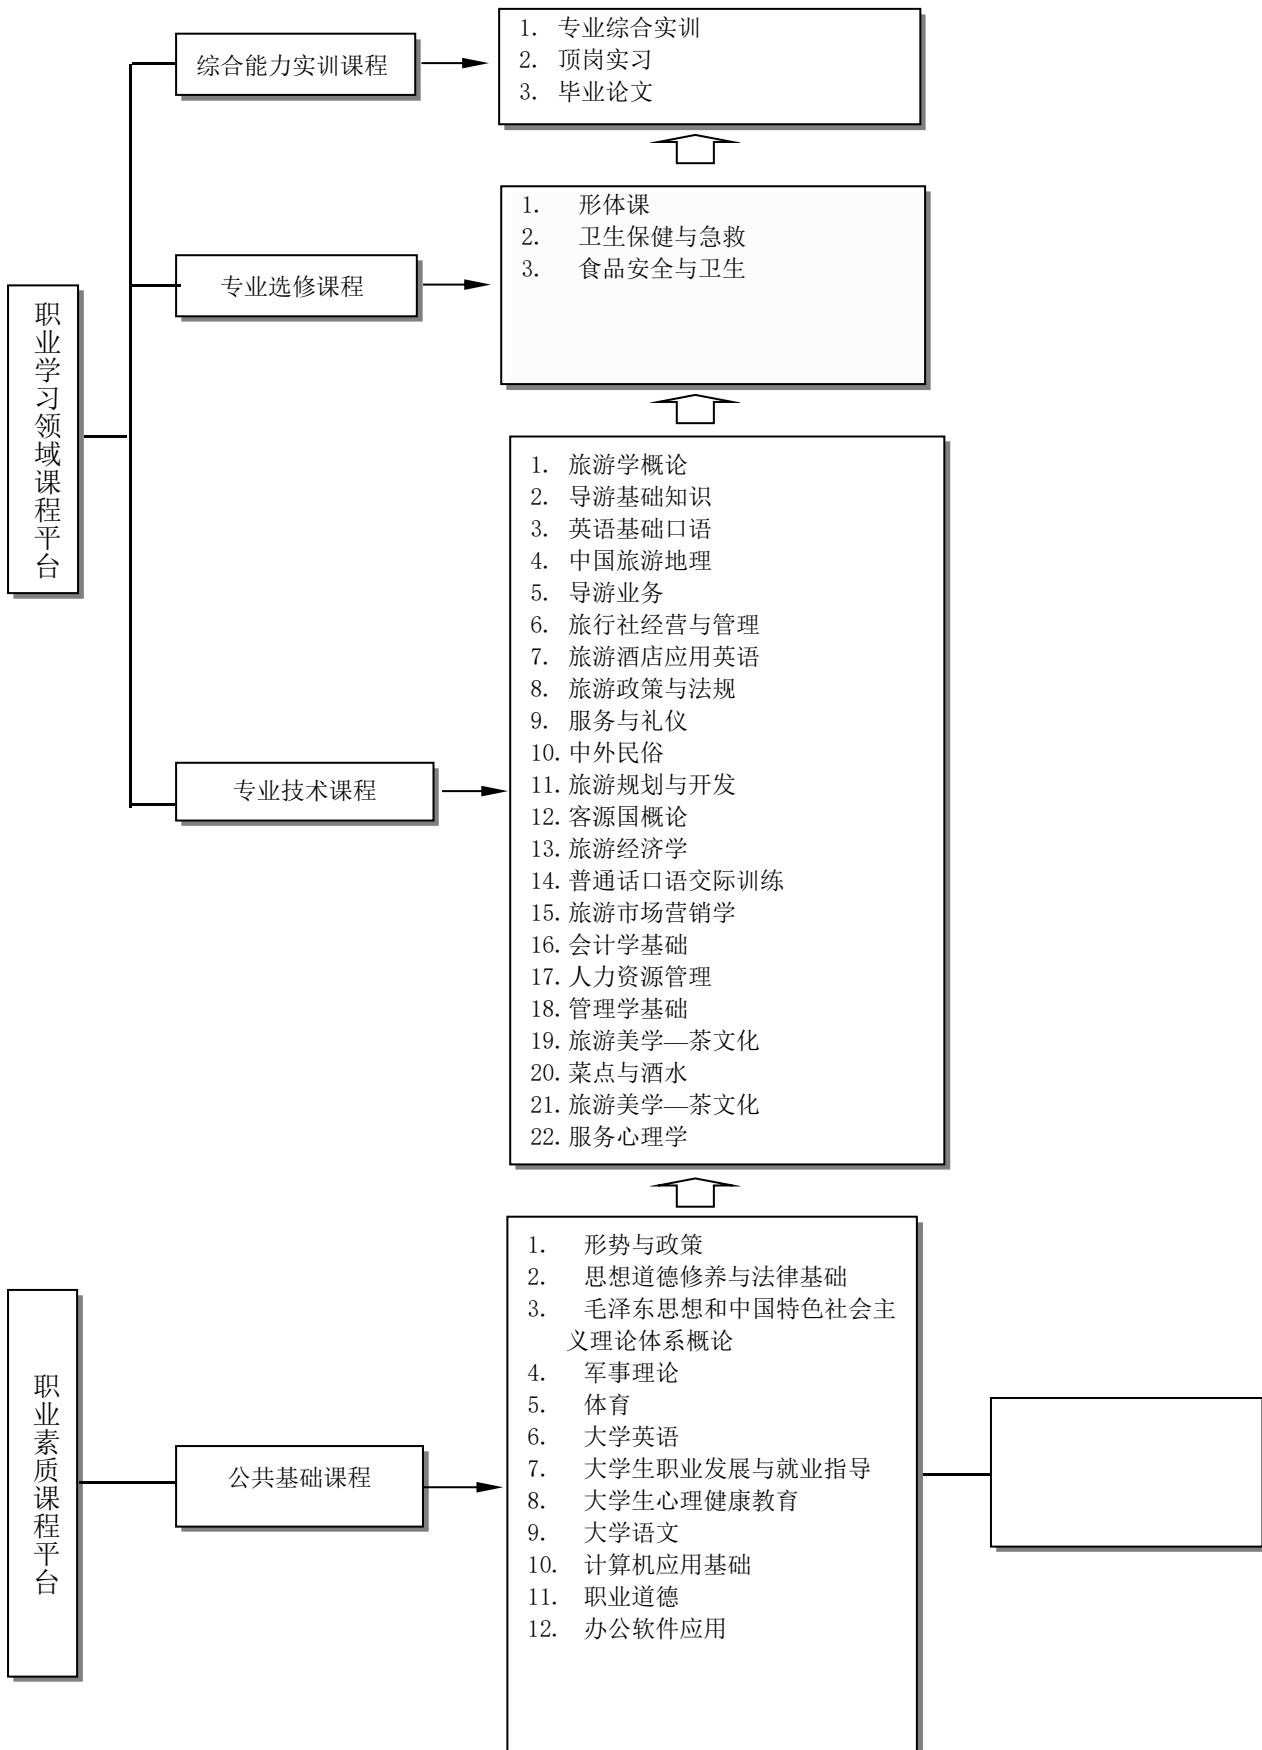 综合能力实训课程
1. 专业综合实训
2. 顶岗实习
3. 毕业论文
专业选修课程
1. 形体课
2. 卫生保健与急救
3. 食品安全与卫生
职业学习领域课程平台
专业技术课程
1. 旅游学概论
2. 导游基础知识
3. 英语基础口语
4. 中国旅游地理
5. 导游业务
6. 旅行社经营与管理
7. 旅游酒店应用英语
8. 旅游政策与法规
9. 服务与礼仪
10. 中外民俗
11. 旅游规划与开发
12. 客源国概论
13. 旅游经济学
14. 普通话口语交际训练
15. 旅游市场营销学
16. 会计学基础
17. 人力资源管理
18. 管理学基础
19. 旅游美学—茶文化
20. 菜点与酒水
21. 旅游美学—茶文化
22. 服务心理学
职业素质课程平台
公共基础课程
1. 形势与政策
2. 思想道德修养与法律基础
3. 毛泽东思想和中国特色社会主
义理论体系概论
4. 军事理论
5. 体育
6. 大学英语
7. 大学生职业发展与就业指导
8. 大学生心理健康教育
9. 大学语文
10. 计算机应用基础
11. 职业道德
12. 办公软件应用